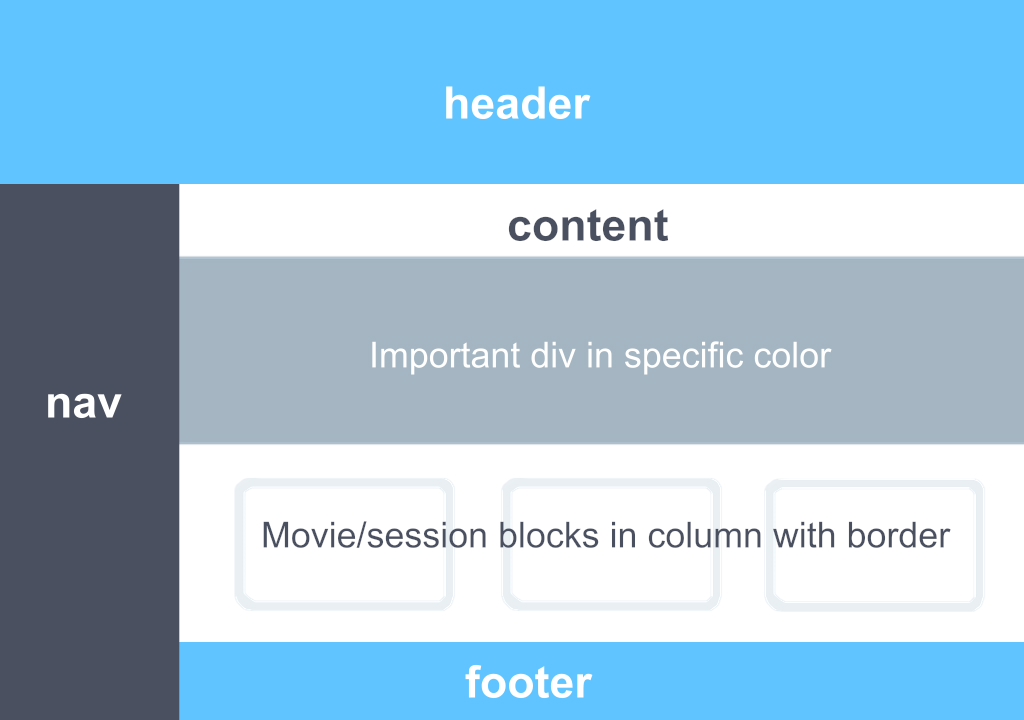 header
content
Important div in specific color
nav
Movie/session blocks in column with border
footer